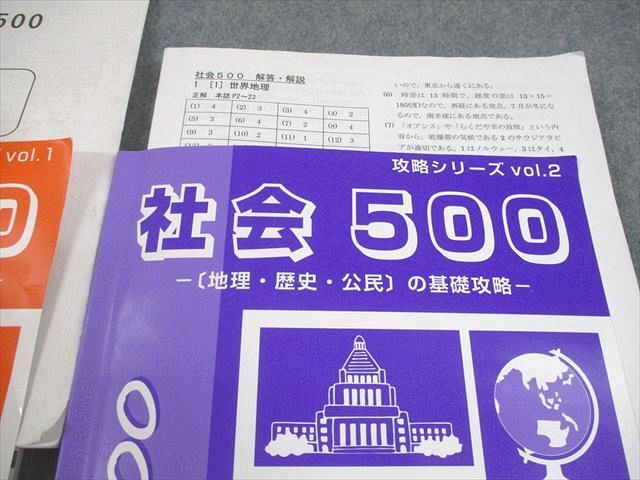 500
社会500 解答・解説
1 [1] 世界地理
正解 本誌P2～23
(1) 4 (2) 3 (3) 4 (4) 2
(5) 3 (6) 4 (7) 2 (8) 4
(9) 3 (10) 2 (11) 1 (12) 3
いので，東京から遠くにある。
(6) 時差は 13 時間で，経度の差は 13×15＝
195(度)なので，西経にある地点。7月が冬にな
るので，南半球にある地点である。
(7) 「オアシス」や「らくだや羊の放牧」という内
容から，乾燥帯の気候である 2 のサウジアラビ
アが適切である。1はノルウェー，3はタイ，4
vol.1
攻略シリーズ vol.2
社会 500
－〔地理・歴史・公民〕の基礎攻略－
00